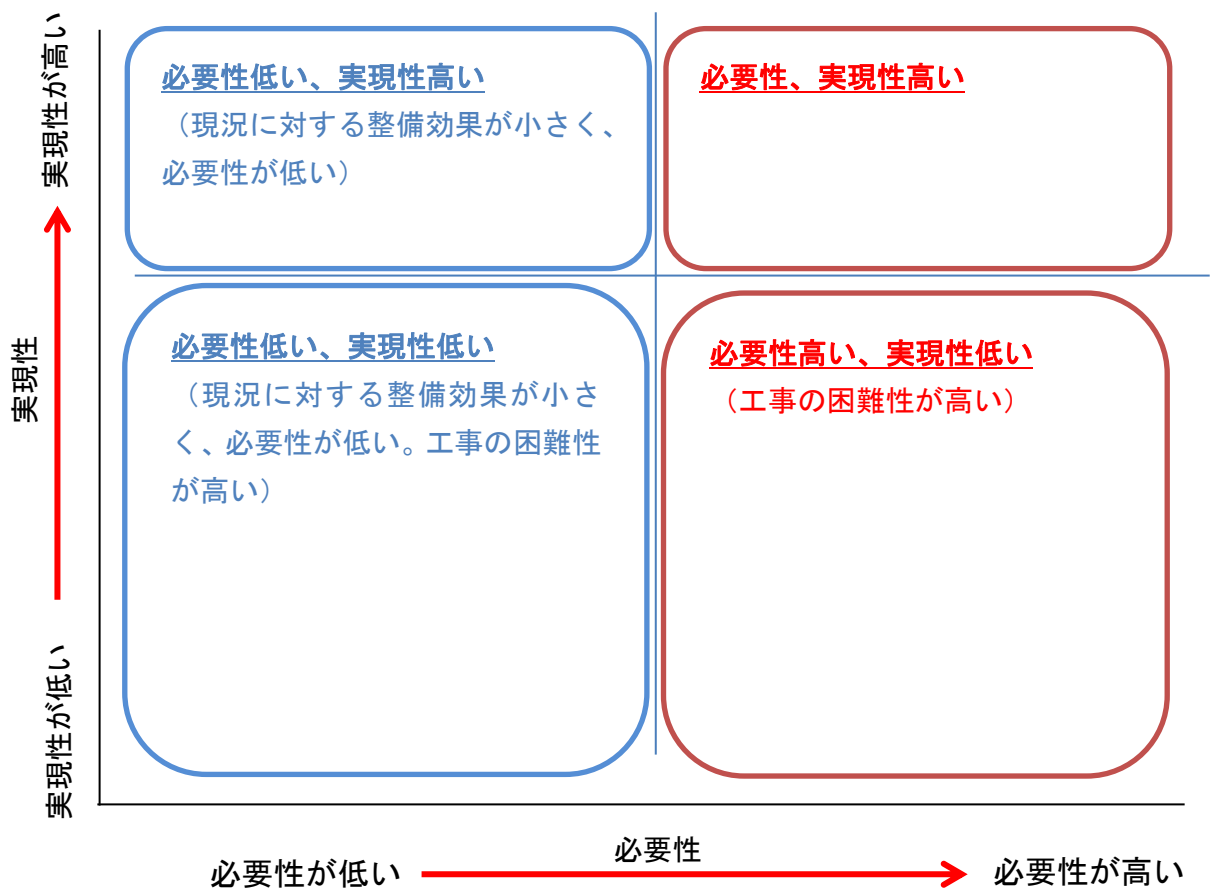 実現性が高い
実現性
実現性が低い
必要性低い、実現性高い
（現況に対する整備効果が小さく、
必要性が低い）
必要性、実現性高い
必要性低い、実現性低い
（現況に対する整備効果が小さ
く、必要性が低い。工事の困難性
が高い）
必要性高い、実現性低い
（工事の困難性が高い）
必要性
必要性が低い
必要性が高い